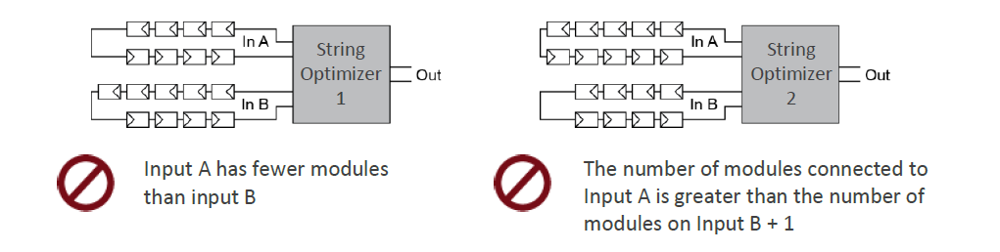 In A
String
Optimizer
1
Out
In B
In A
String
Optimizer
2
Out
In B
Input A has fewer modules
than input B
The number of modules connected to
Input A is greater than the number of
modules on Input B + 1